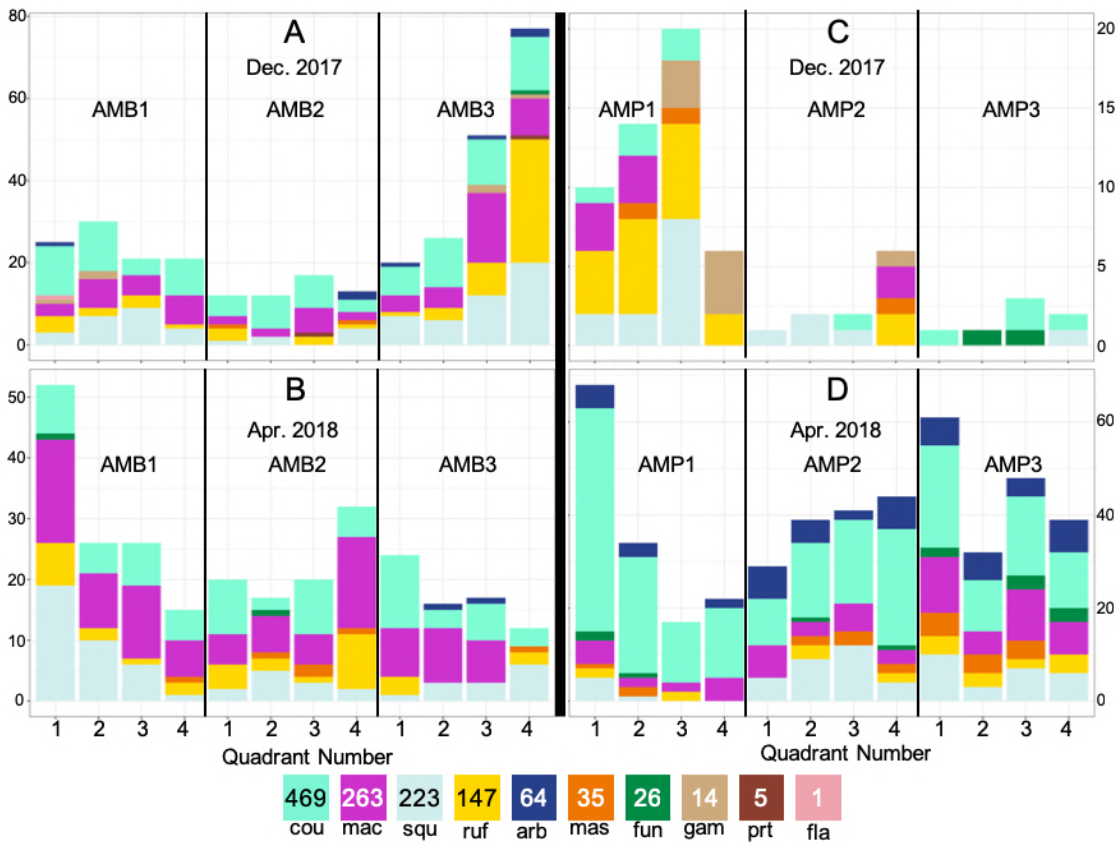 A
Dec. 2017
AMB1 AMB2 AMB3
80
60
40
20
0
C
Dec. 2017
AMP1 AMP2 AMP3
20
15
10
5
0
B
Apr. 2018
AMB1 AMB2 AMB3
50
40
30
20
10
0
D
Apr. 2018
AMP1 AMP2 AMP3
60
40
20
0
1 2 3 4 1 2 3 4 1 2 3 4
Quadrant Number
1 2 3 4 1 2 3 4 1 2 3 4
Quadrant Number
469 263 223 147 64 35 26 14 5 1
cou mac squ ruf arb mas fun gam prt fla